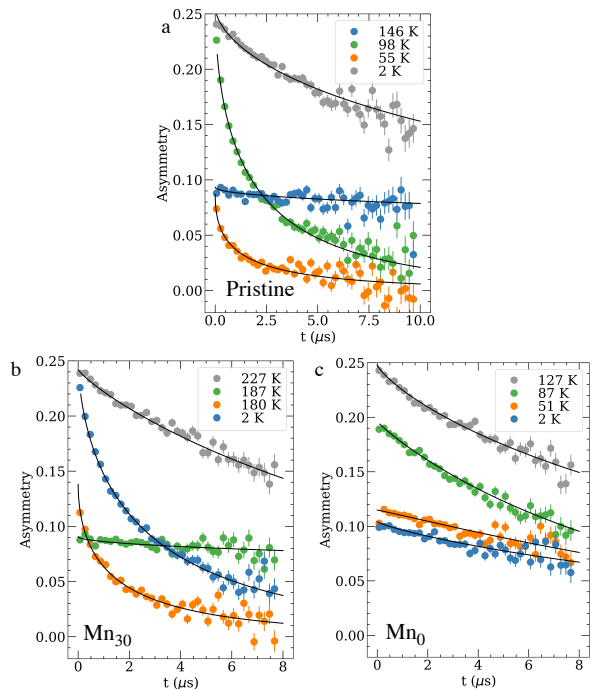 a
0.25
0.20
0.15
0.10
0.05
0.00
Asymmetry
146 K
98 K
55 K
2 K
Pristine
0.0 2.5 5.0 7.5 10.0
t (μs)
b
0.25
0.20
0.15
0.10
0.05
0.00
Asymmetry
227 K
187 K
180 K
2 K
Mn30
0 2 4 6 8
t (μs)
c
0.25
0.20
0.15
0.10
0.05
0.00
Asymmetry
127 K
87 K
51 K
2 K
Mn0
0 2 4 6 8
t (μs)